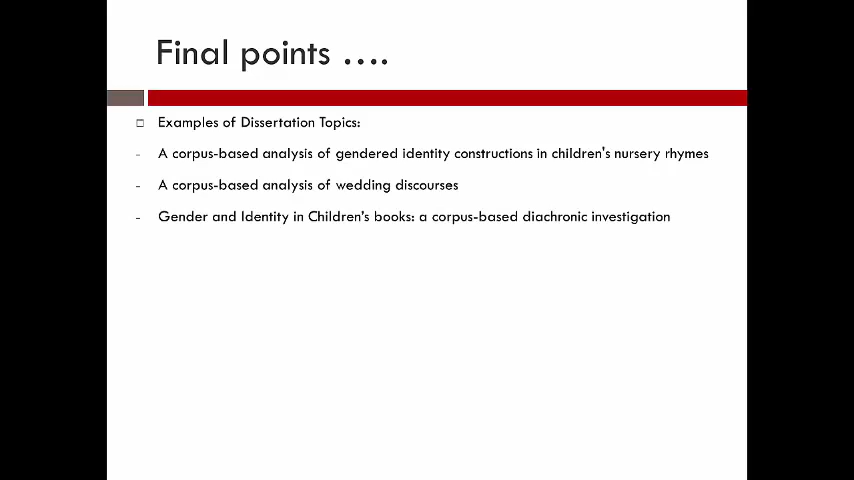 Final points ....
Examples of Dissertation Topics:
- A corpus-based analysis of gendered identity constructions in children's nursery rhymes
- A corpus-based analysis of wedding discourses
- Gender and Identity in Children’s books: a corpus-based diachronic investigation